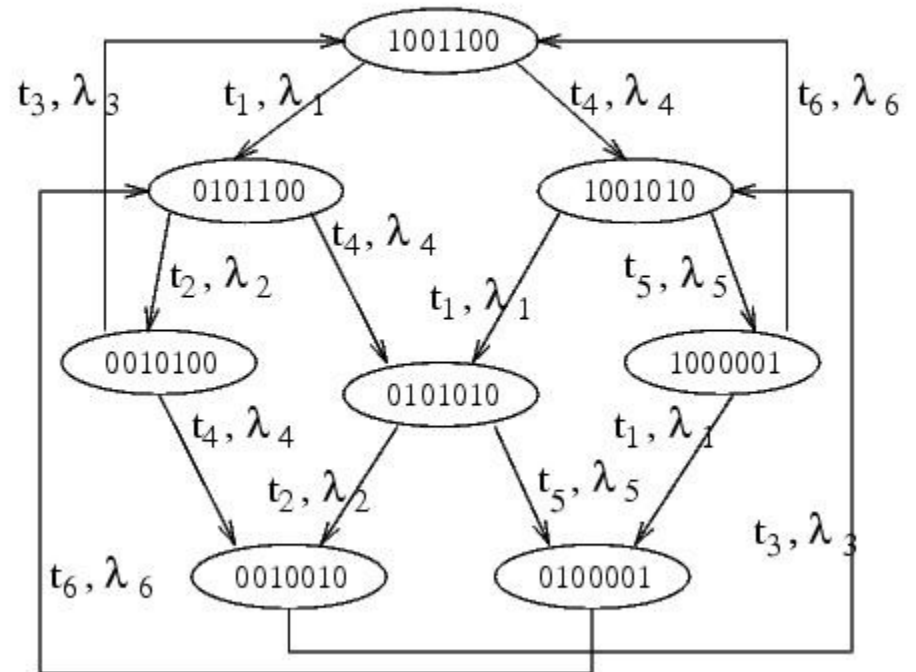 1001100
t3, λ3
t1, λ1
t4, λ4
t6, λ6
0101100
1001010
t4, λ4
t2, λ2
t1, λ1
t5, λ5
0010100
1000001
0101010
t4, λ4
t1, λ1
t2, λ2
t5, λ5
t3, λ3
t6, λ6
0010010
0100001